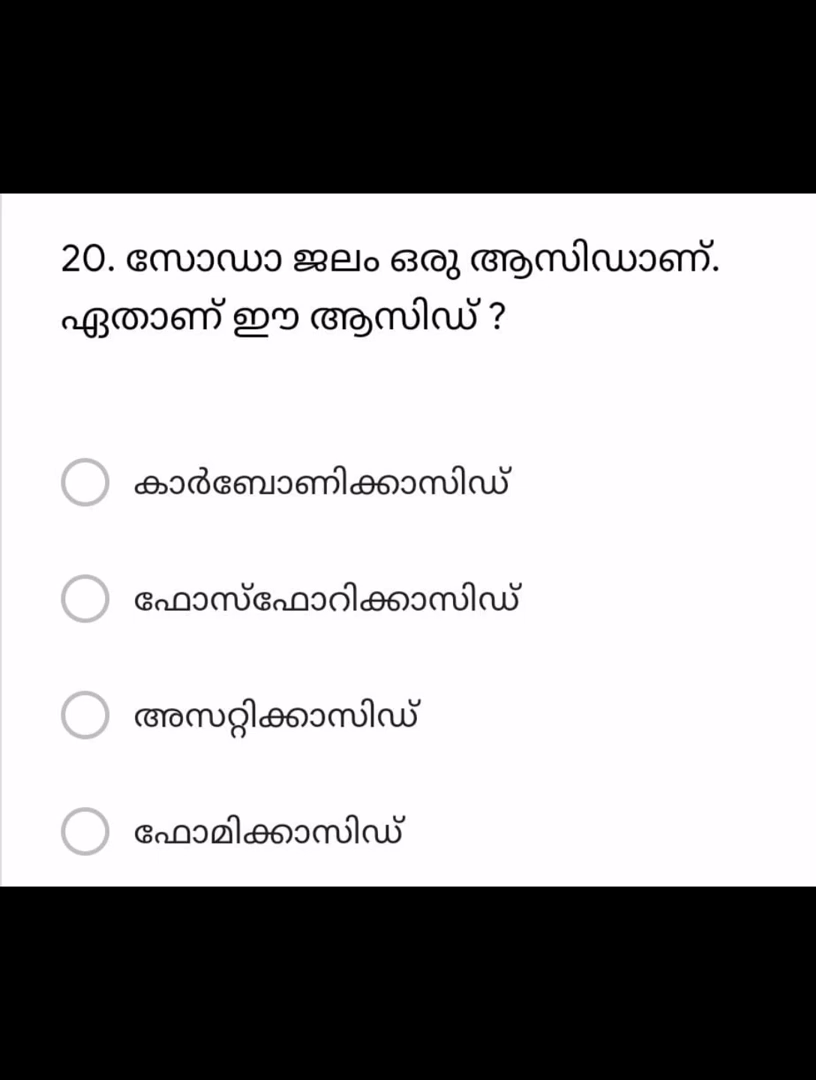 20. സോഡാ ജലം ഒരു ആസിഡാണ്.
ഏതാണ് ഈ ആസിഡ് ?
കാർബോണിക്കാസിഡ്
ഫോസ്ഫോറിക്കാസിഡ്
അസറ്റിക്കാസിഡ്
ഫോമിക്കാസിഡ്